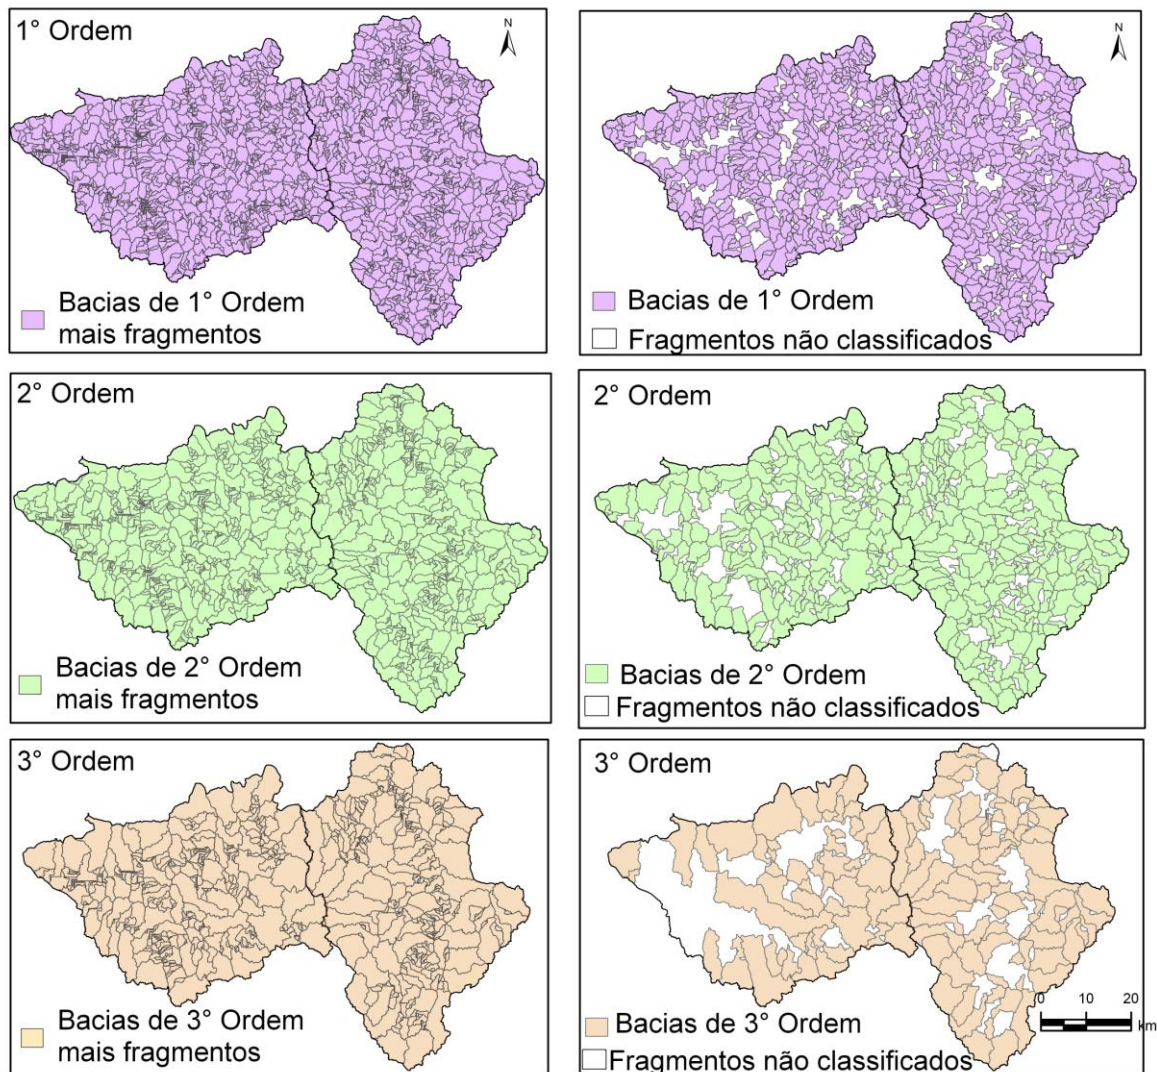 1° Ordem
N
Bacias de 1° Ordem
mais fragmentos
N
Bacias de 1° Ordem
Fragmentos não classificados
2° Ordem
Bacias de 2° Ordem
mais fragmentos
2° Ordem
Bacias de 2° Ordem
Fragmentos não classificados
3° Ordem
Bacias de 3° Ordem
mais fragmentos
3° Ordem
0 10 20
km
Bacias de 3° Ordem
Fragmentos não classificados